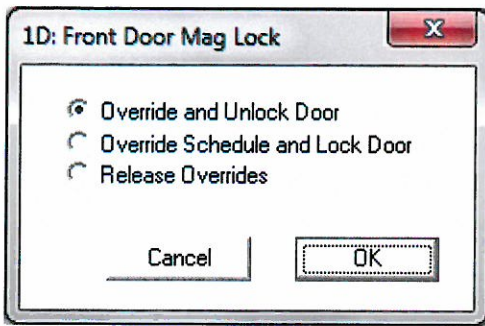 1D: Front Door Mag Lock
X
Override and Unlock Door
Override Schedule and Lock Door
Release Overrides
Cancel
OK